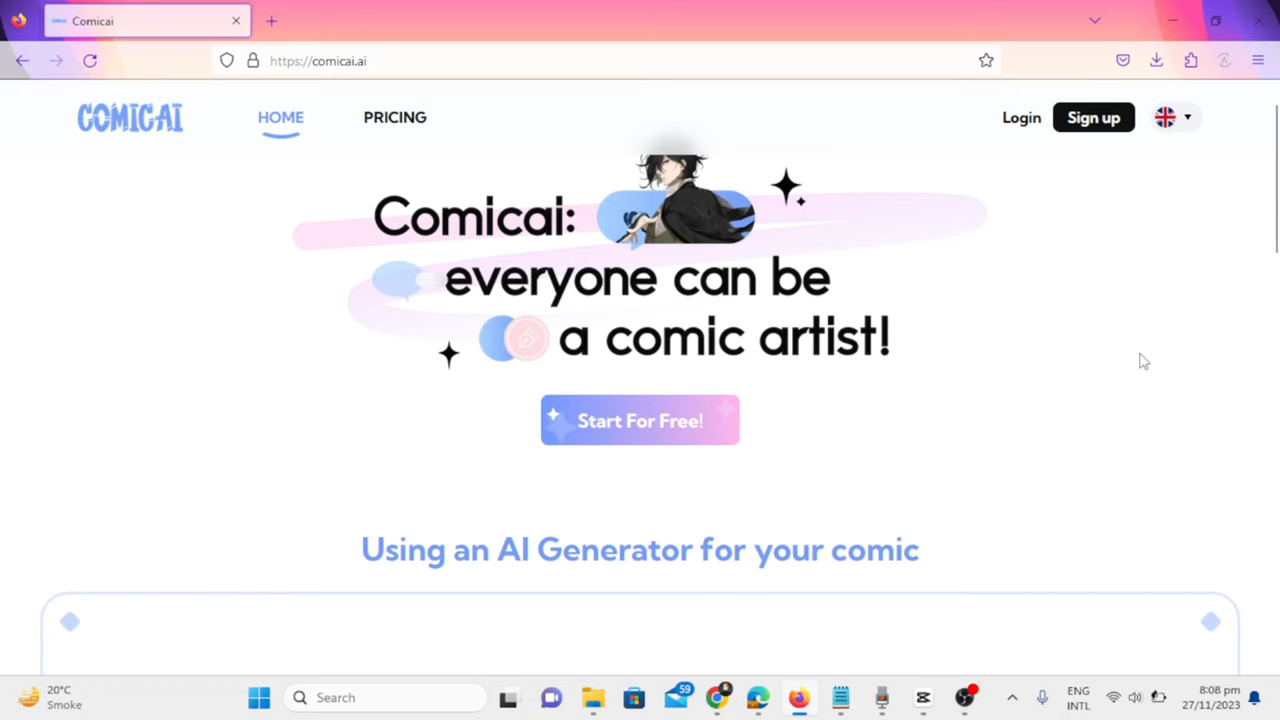 Comicai
https://comicai.ai
COMICAI
HOME
PRICING
Login
Sign up
Comicai:
everyone can be
a comic artist!
Start For Free!
Using an AI Generator for your comic
20°C
Smoke
Search
59
ENG
INTL
8:08 pm
27/11/2023